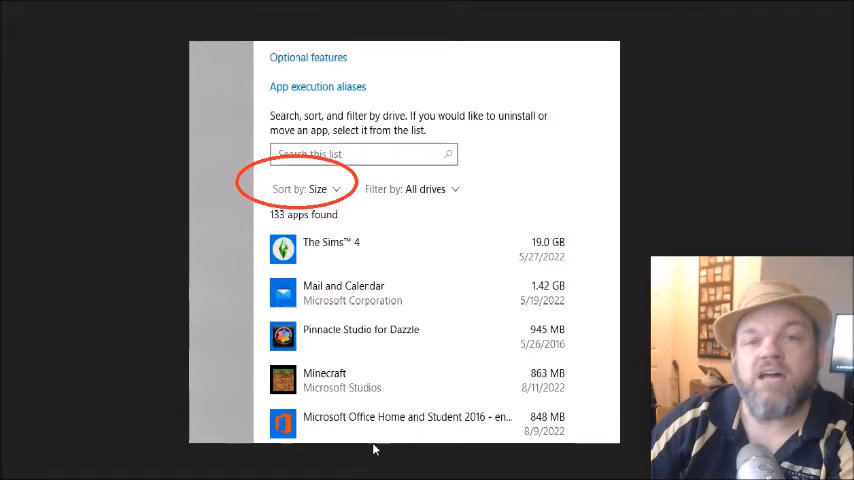 Optional features
App execution aliases
Search, sort, and filter by drive. If you would like to uninstall or
move an app, select it from the list.
Search this list
Sort by: Size Filter by: All drives
133 apps found
The Sims™ 4 19.0 GB
5/27/2022
Mail and Calendar 1.42 GB
Microsoft Corporation 5/19/2022
Pinnacle Studio for Dazzle 945 MB
5/26/2016
Minecraft 863 MB
Microsoft Studios 8/11/2022
Microsoft Office Home and Student 2016 - en... 848 MB
8/9/2022